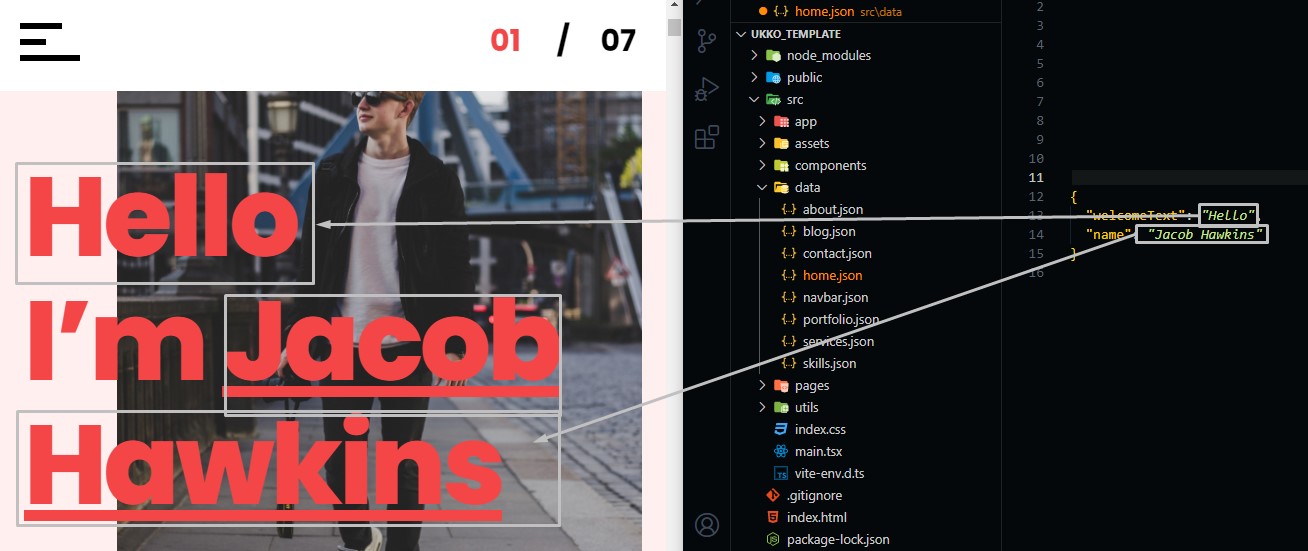 01 / 07
Hello
I’m Jacob
Hawkins
home.json src\data
UKKO_TEMPLATE
node_modules
public
src
app
assets
components
data
about.json
blog.json
contact.json
home.json
navbar.json
portfolio.json
services.json
skills.json
pages
utils
index.css
main.tsx
TS vite-env.d.ts
.gitignore
index.html
package-lock.json
2
3
4
5
6
7
8
9
10
11
12 {
13 "welcomeText": "Hello",
14 "name" "Jacob Hawkins"
15 }
16